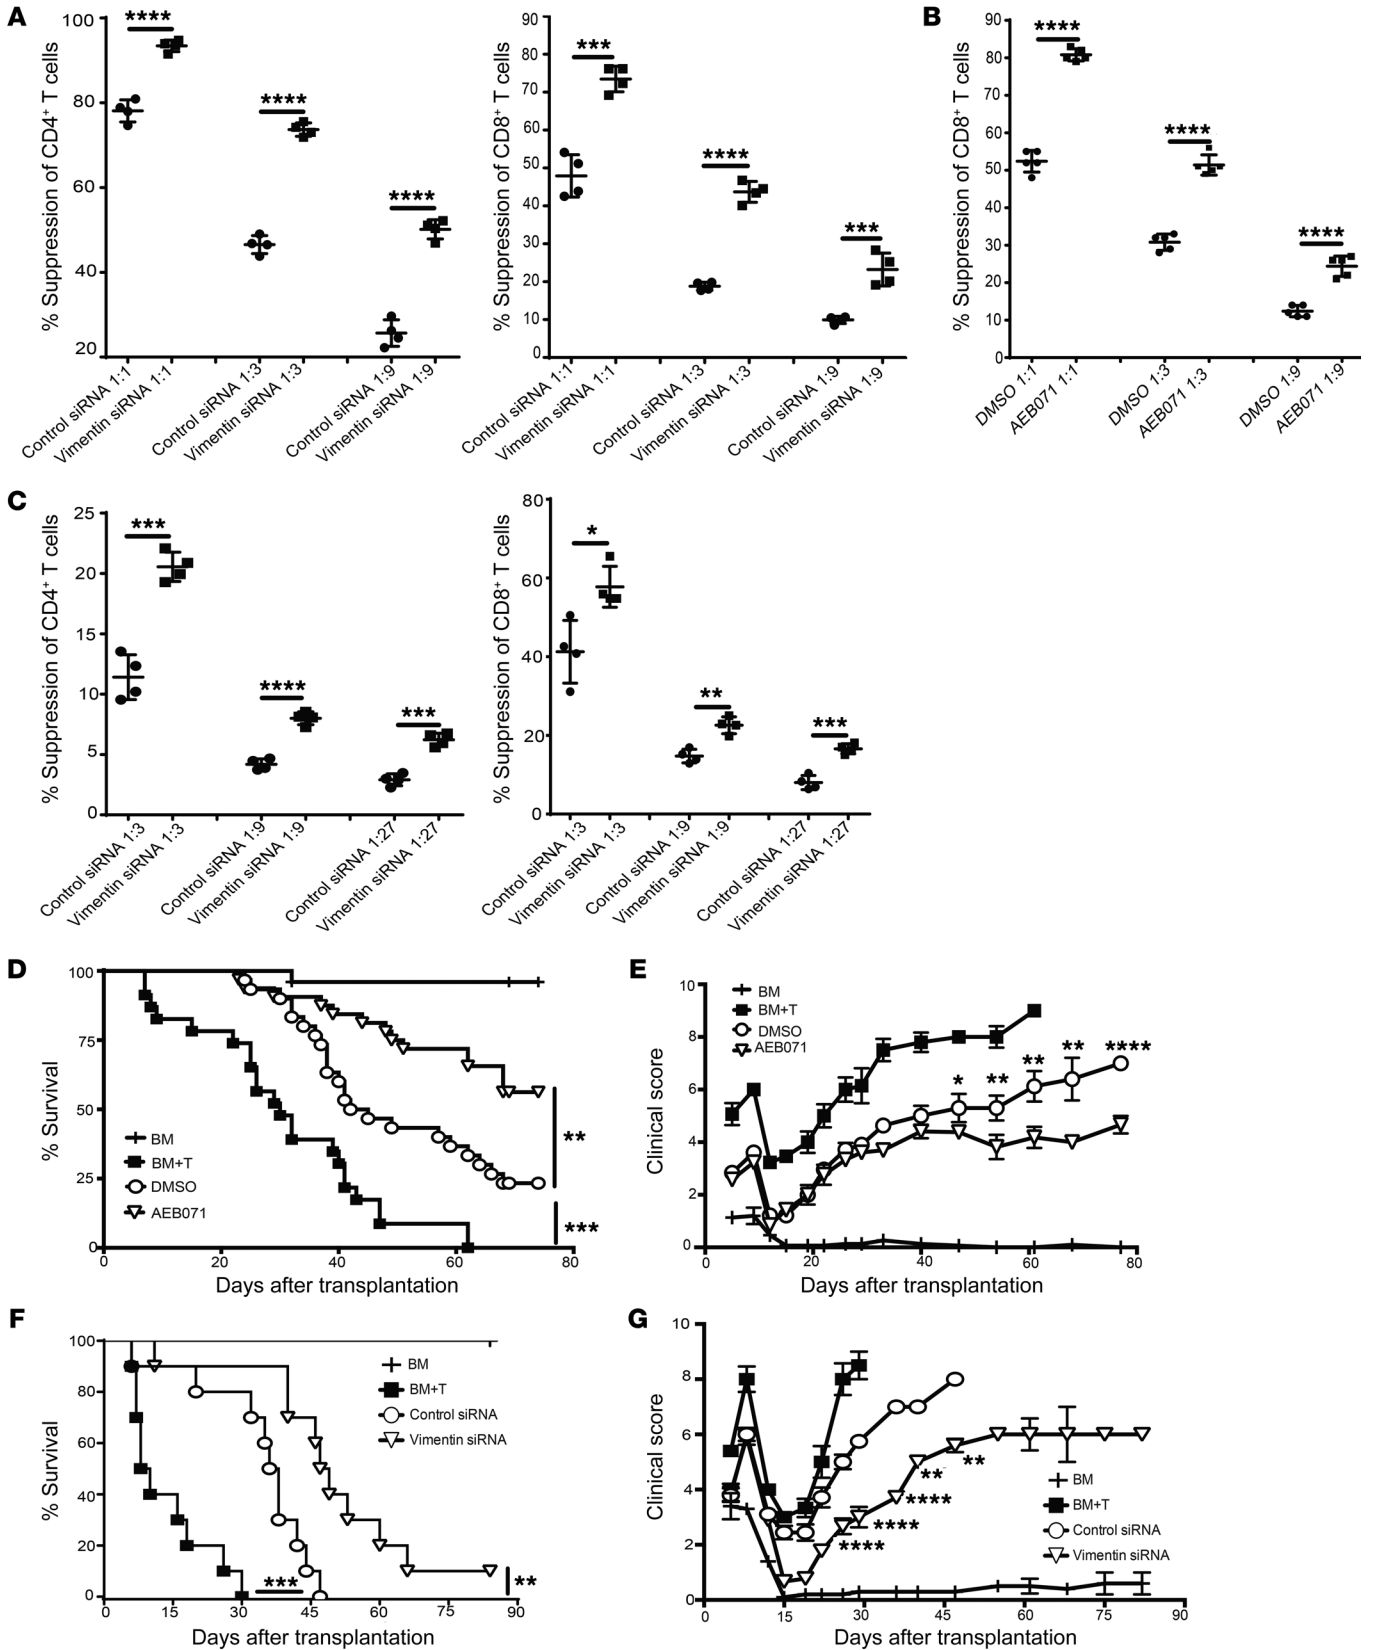 A
% Suppression of CD4+ T cells
100
80
60
40
20
****
****
****
Control siRNA 1:1
Vimentin siRNA 1:1
Control siRNA 1:3
Vimentin siRNA 1:3
Control siRNA 1:9
Vimentin siRNA 1:9
% Suppression of CD8+ T cells
90
80
70
60
50
40
30
20
10
0
***
****
***
Control siRNA 1:1
Vimentin siRNA 1:1
Control siRNA 1:3
Vimentin siRNA 1:3
Control siRNA 1:9
Vimentin siRNA 1:9
B
% Suppression of CD8+ T cells
90
80
70
60
50
40
30
20
10
0
****
****
****
DMSO 1:1
AEB071 1:1
DMSO 1:3
AEB071 1:3
DMSO 1:9
AEB071 1:9
C
% Suppression of CD4+ T cells
25
20
15
10
5
0
***
****
***
Control siRNA 1:3
Vimentin siRNA 1:3
Control siRNA 1:9
Vimentin siRNA 1:9
Control siRNA 1:27
Vimentin siRNA 1:27
% Suppression of CD8+ T cells
80
60
40
20
0
*
**
***
Control siRNA 1:3
Vimentin siRNA 1:3
Control siRNA 1:9
Vimentin siRNA 1:9
Control siRNA 1:27
Vimentin siRNA 1:27
D
% Survival
100
75
50
25
0
BM
BM+T
DMSO
AEB071
**
***
0 20 40 60 80
Days after transplantation
E
Clinical score
10
8
6
4
2
0
BM
BM+T
DMSO
AEB071
* ** ** ** ****
0 20 40 60 80
Days after transplantation
F
% Survival
100
80
60
40
20
0
BM
BM+T
Control siRNA
Vimentin siRNA
***
**
0 15 30 45 60 75 90
Days after transplantation
G
Clinical score
10
8
6
4
2
0
**
**
****
****
****
BM
BM+T
Control siRNA
Vimentin siRNA
0 15 30 45 60 75 90
Days after transplantation